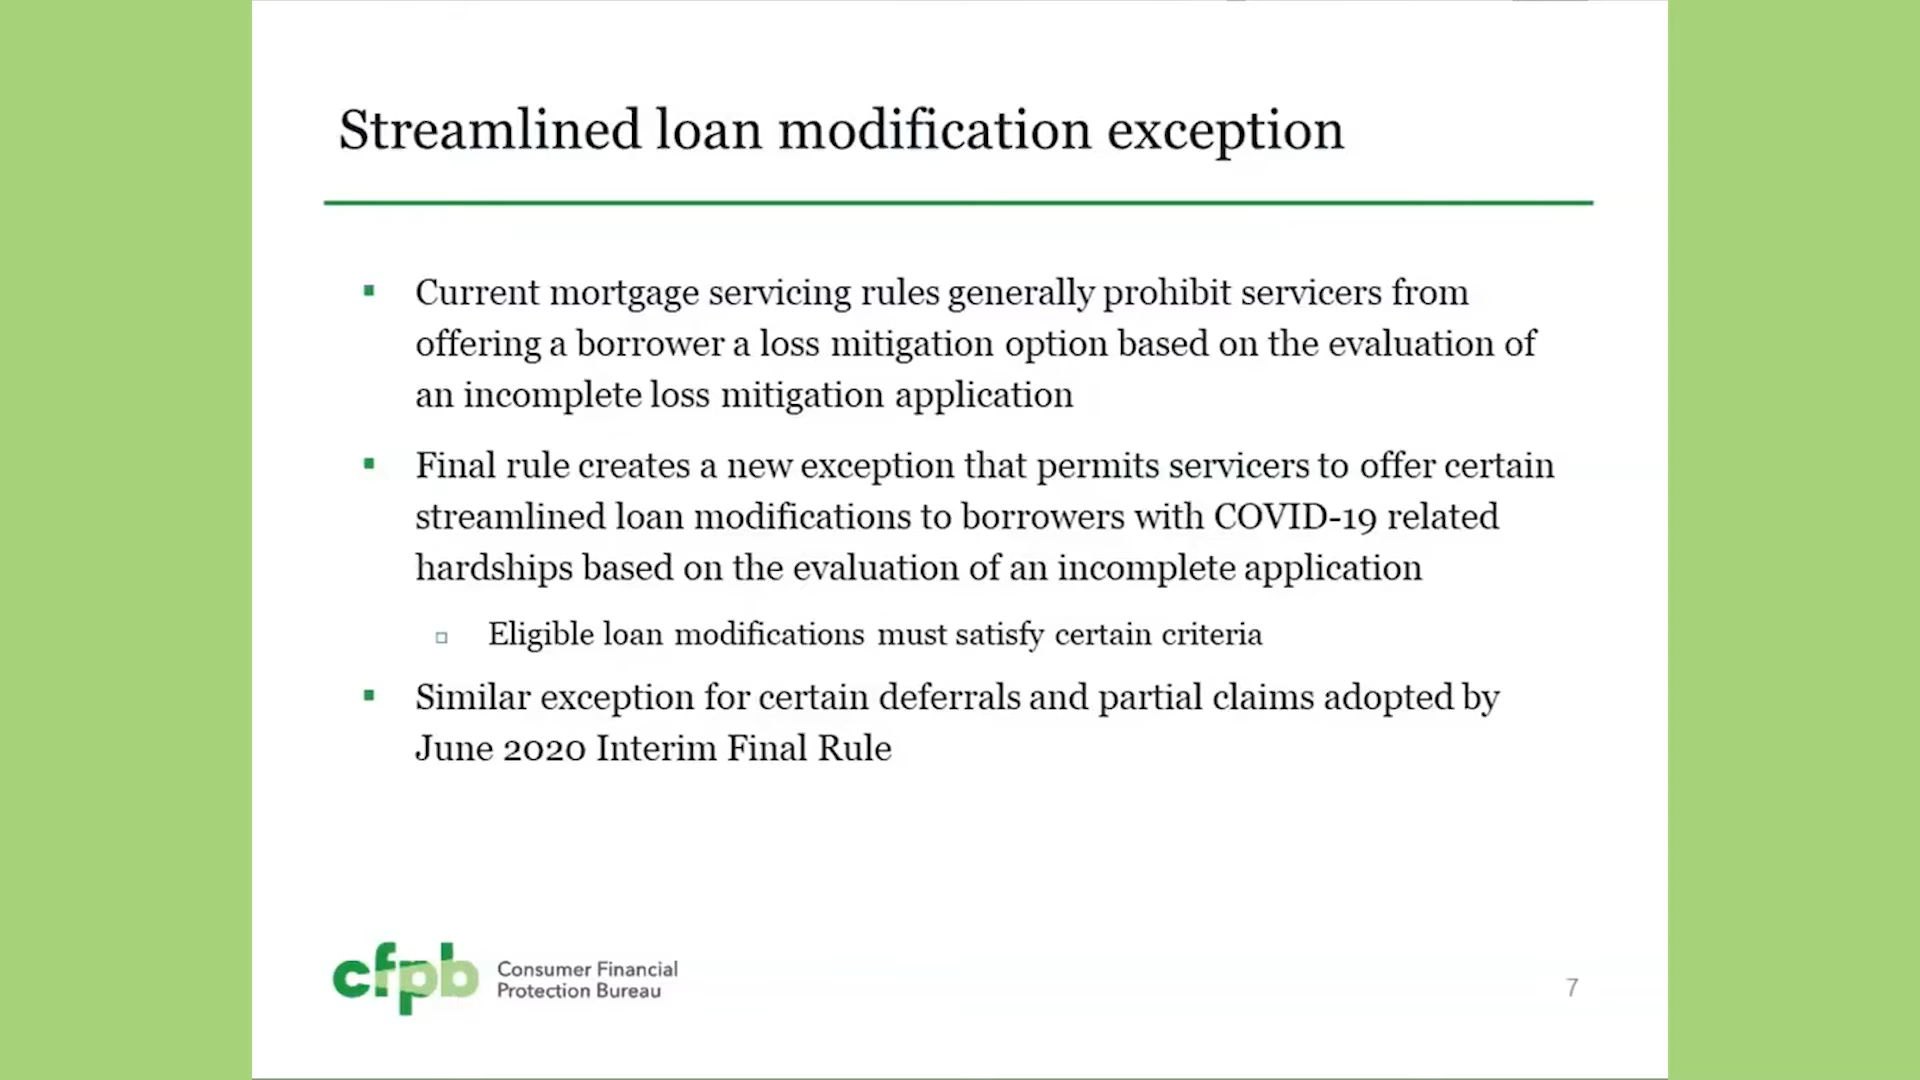 Streamlined loan modification exception
Current mortgage servicing rules generally prohibit servicers from
offering a borrower a loss mitigation option based on the evaluation of
an incomplete loss mitigation application
Final rule creates a new exception that permits servicers to offer certain
streamlined loan modifications to borrowers with COVID-19 related
hardships based on the evaluation of an incomplete application
Eligible loan modifications must satisfy certain criteria
Similar exception for certain deferrals and partial claims adopted by
June 2020 Interim Final Rule
cfpb
Consumer Financial
Protection Bureau
7